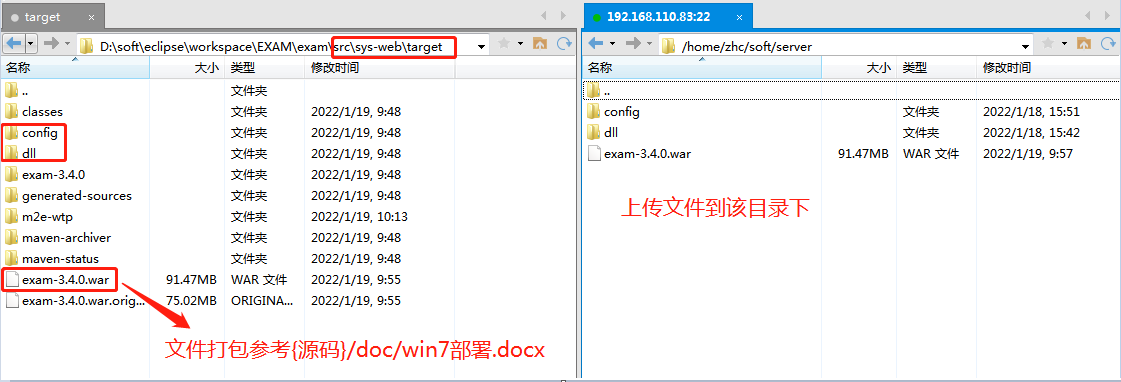 target ×
D:\soft\eclipse\workspace\EXAM\exam\src\sys-web\target
名称 大小 类型 修改时间
.. 文件夹
classes 文件夹 2022/1/19, 9:48
config 文件夹 2022/1/19, 9:48
dll 文件夹 2022/1/19, 9:48
exam-3.4.0 文件夹 2022/1/19, 9:48
generated-sources 文件夹 2022/1/19, 9:48
m2e-wtp 文件夹 2022/1/19, 10:13
maven-archiver 文件夹 2022/1/19, 9:48
maven-status 文件夹 2022/1/19, 9:48
exam-3.4.0.war 91.47MB WAR 文件 2022/1/19, 9:55
exam-3.4.0.war.orig... 75.02MB ORIGINA... 2022/1/19, 9:55
文件打包参考{源码}/doc/win7部署.docx
192.168.110.83:22 ×
/home/zhc/soft/server
名称 大小 类型 修改时间
..
config 文件夹 2022/1/18, 15:51
dll 文件夹 2022/1/18, 15:42
exam-3.4.0.war 91.47MB WAR 文件 2022/1/19, 9:57
上传文件到该目录下